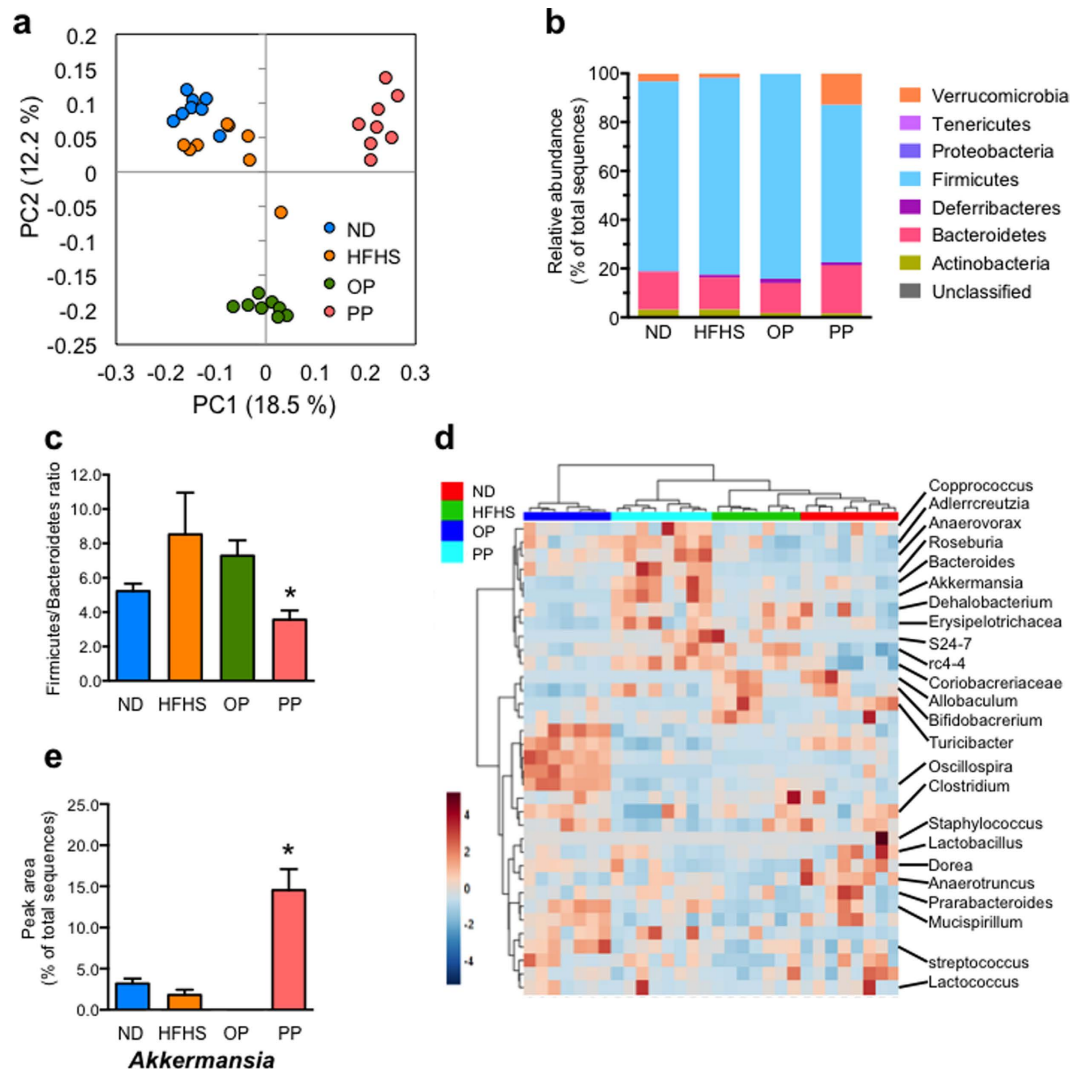 a
0.2
0.15
0.1
0.05
0
-0.05
-0.1
-0.15
-0.2
-0.25
PC2 (12.2 %)
ND
HFHS
OP
PP
-0.3 -0.2 -0.1 0 0.1 0.2 0.3
PC1 (18.5 %)
b
100
80
60
40
20
0
Relative abundance
(% of total sequences)
ND HFHS OP PP
Verrucomicrobia
Tenericutes
Proteobacteria
Firmicutes
Deferribacteres
Bacteroidetes
Actinobacteria
Unclassified
c
12.0
10.0
8.0
6.0
4.0
2.0
0.0
Firmicutes/Bacteroidetes ratio
*
ND HFHS OP PP
d
ND
HFHS
OP
PP
Copprococcus
Adlerrcreutzia
Anaerovorax
Roseburia
Bacteroides
Akkermansia
Dehalobacterium
Erysipelotrichacea
S24-7
rc4-4
Coriobacreriaceae
Allobaculum
Bifidobacrerium
Turicibacter
Oscillospira
Clostridium
Staphylococcus
Lactobacillus
Dorea
Anaerotruncus
Prarabacteroides
Mucispirillum
streptococcus
Lactococcus
4
2
0
-2
-4
e
25.0
20.0
15.0
10.0
5.0
0.0
Peak area
(% of total sequences)
*
ND HFHS OP PP
Akkermansia